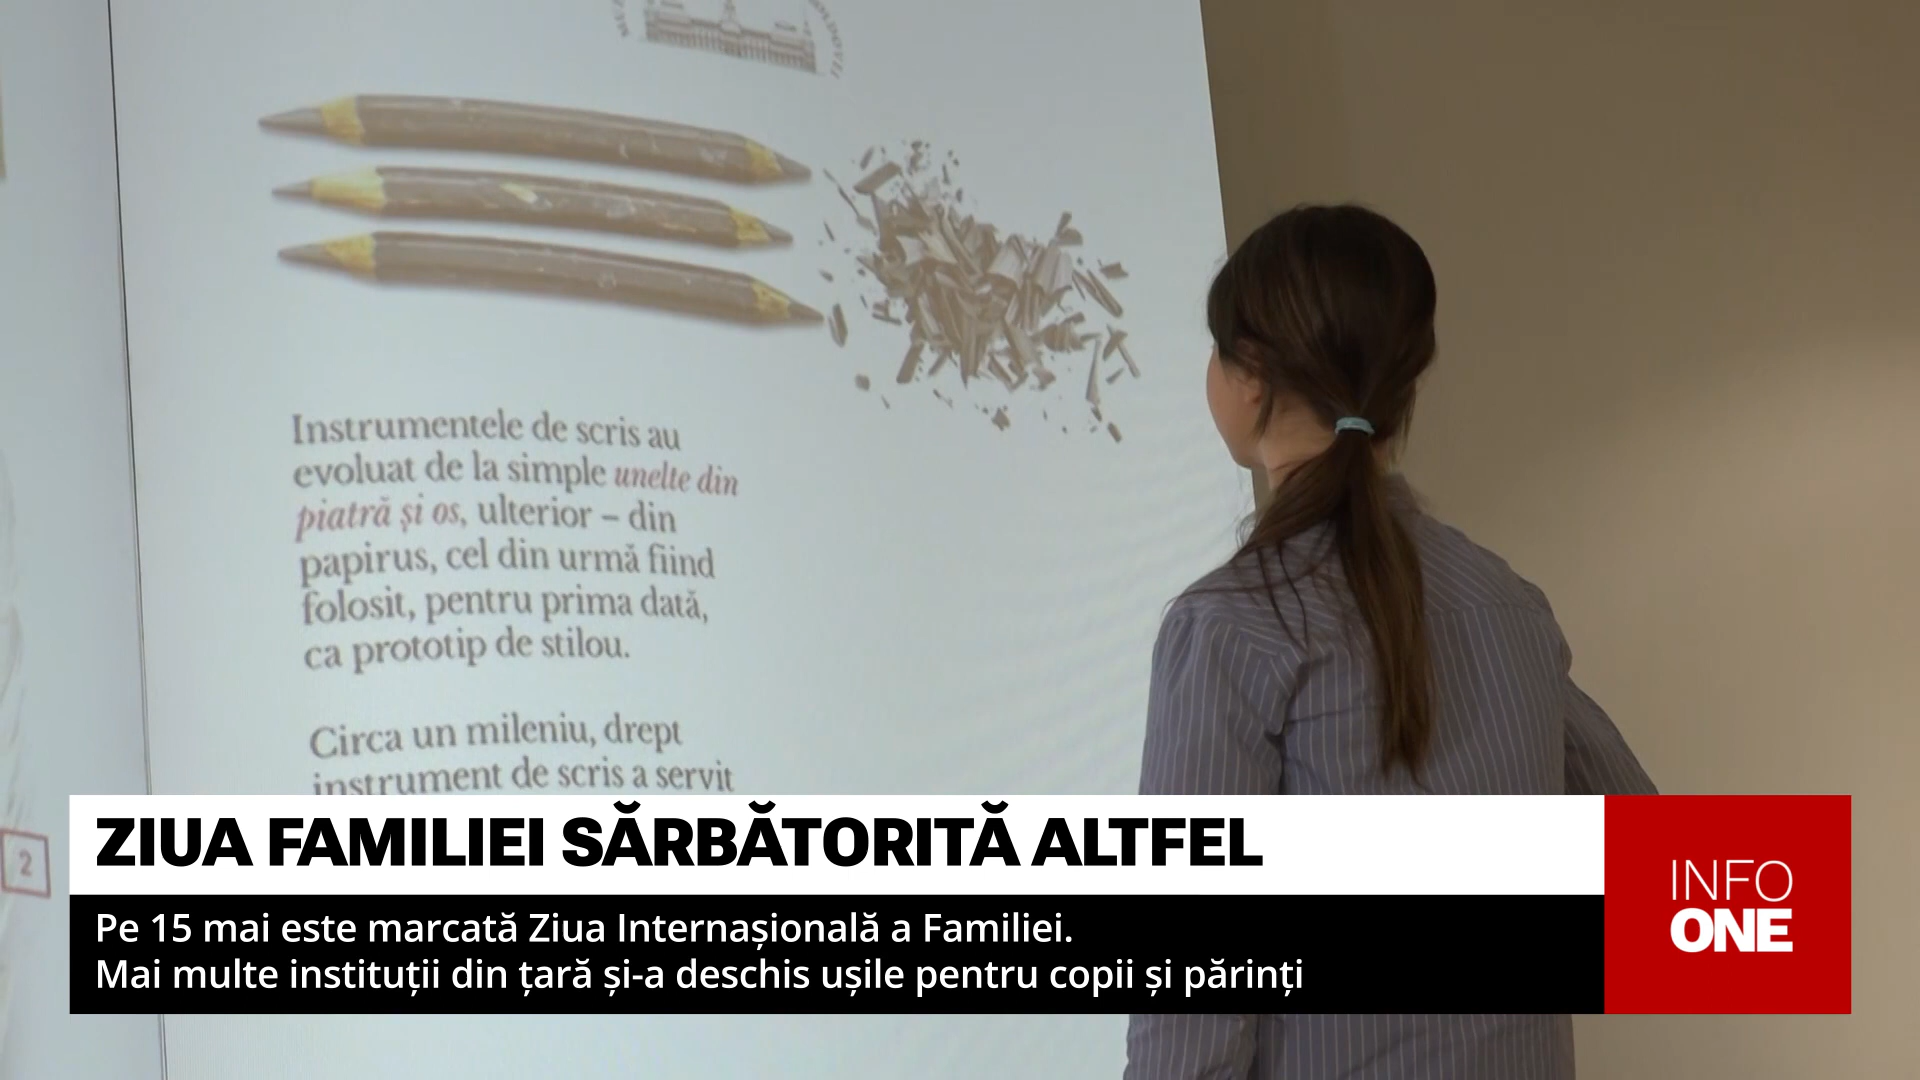 Instrumentele de scris au
evoluat de la simple unelte din
piatră și os, ulterior – din
papirus, cel din urmă fiind
folosit, pentru prima dată,
ca prototip de stilou.
Circa un mileniu, drept
instrument de scris a servit
2
ZIUA FAMILIEI SĂRBĂTORITĂ ALTFEL
Pe 15 mai este marcată Ziua Internașională a Familiei.
Mai multe instituții din țară și-a deschis ușile pentru copii și părinți
INFO
ONE